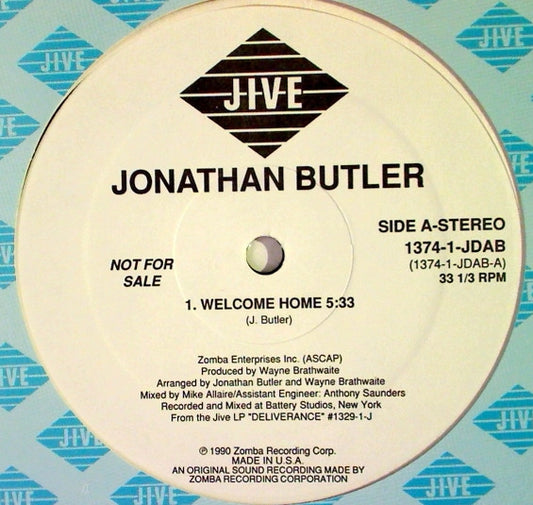 JIVE
JONATHAN BUTLER
SIDE A-STEREO
1374-1-JDAB
(1374-1-JDAB-A)
33 1/3 RPM
NOT FOR
SALE
1. WELCOME HOME 5:33
(J. Butler)
Zomba Enterprises Inc. (ASCAP)
Produced by Wayne Brathwaite
Arranged by Jonathan Butler and Wayne Brathwaite
Mixed by Mike Allaire/Assistant Engineer: Anthony Saunders
Recorded and Mixed at Battery Studios, New York
From the Jive LP "DELIVERANCE" #1329-1-J
℗ 1990 Zomba Recording Corp.
MADE IN U.S.A.
AN ORIGINAL SOUND RECORDING MADE BY
ZOMBA RECORDING CORPORATION
JIVE
JIVE
JIVE
JIVE